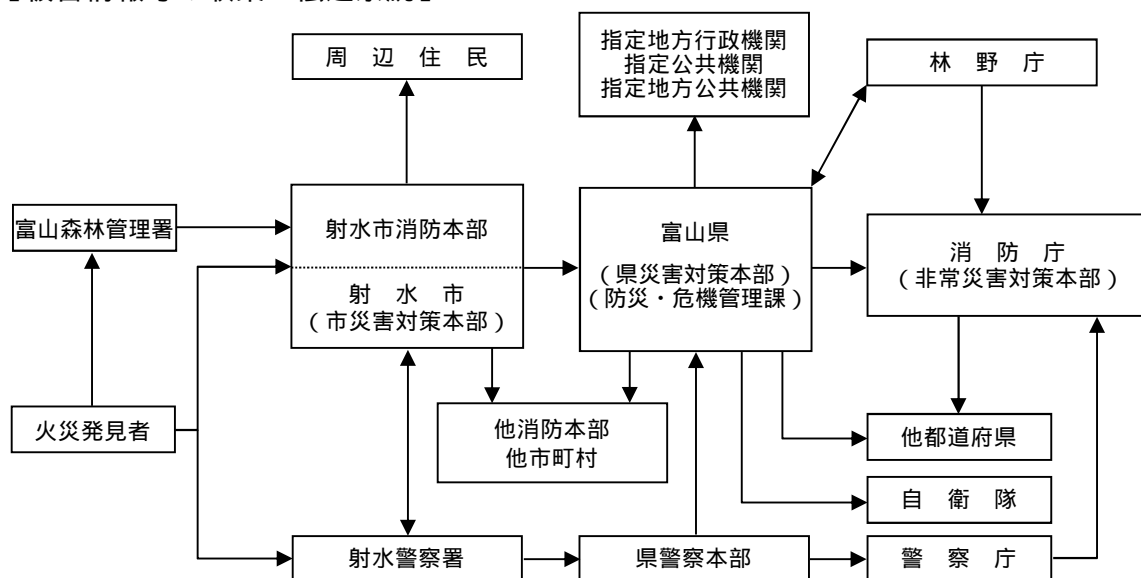 周 辺 住 民
指定地方行政機関
指定公共機関
指定地方公共機関
林 野 庁
富山森林管理署
射水市消防本部
射 水 市
(市災害対策本部)
富山県
(県災害対策本部)
(防災・危機管理課)
消 防 庁
(非常災害対策本部)
火災発見者
他消防本部
他市町村
他都道府県
自 衛 隊
射水警察署
県警察本部
警 察 庁